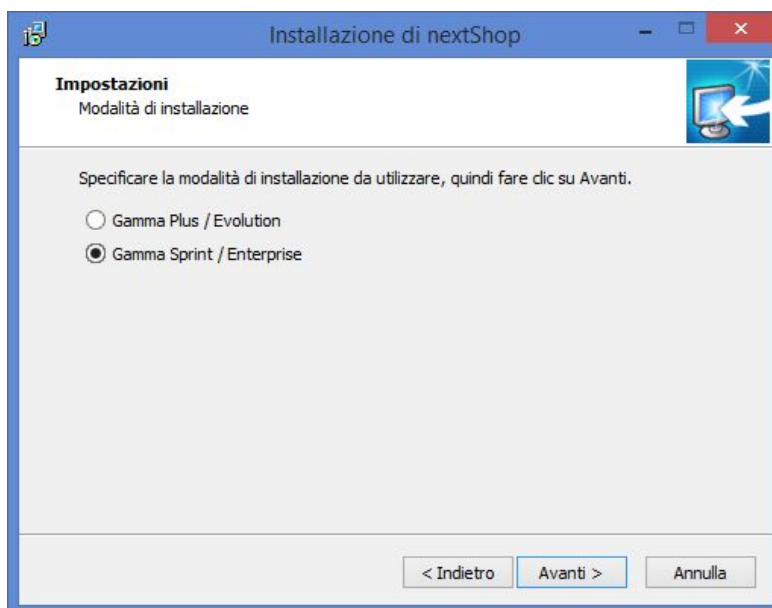 Installazione di nextShop
Impostazioni
Modalità di installazione
Specificare la modalità di installazione da utilizzare, quindi fare clic su Avanti.
Gamma Plus / Evolution
Gamma Sprint / Enterprise
< Indietro Avanti > Annulla